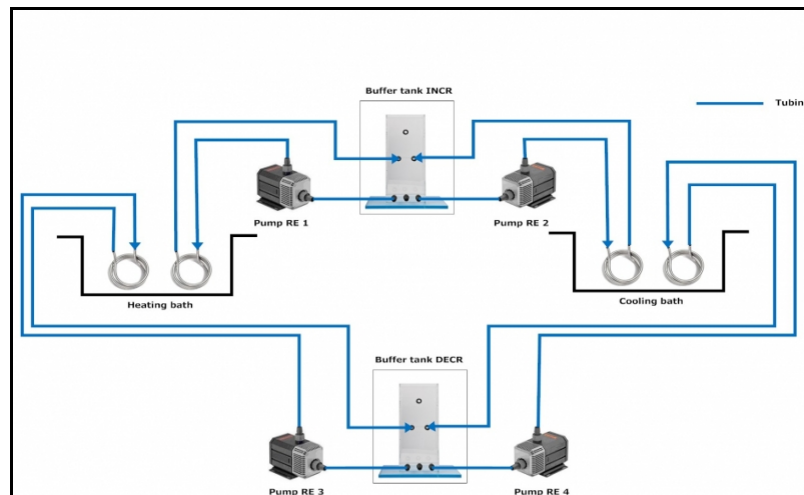 Buffer tank INCR
Tubin
Pump RE 1
Pump RE 2
Heating bath
Cooling bath
Buffer tank DECR
Pump RE 3
Pump RE 4